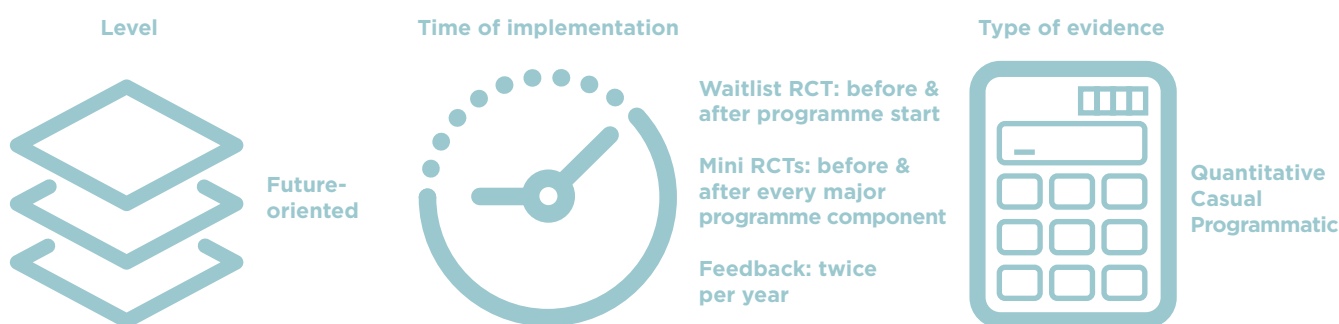 Level
Future-
oriented
Time of implementation
Waitlist RCT: before &
after programme start
Mini RCTs: before &
after every major
programme component
Feedback: twice
per year
Type of evidence
Quantitative
Casual
Programmatic